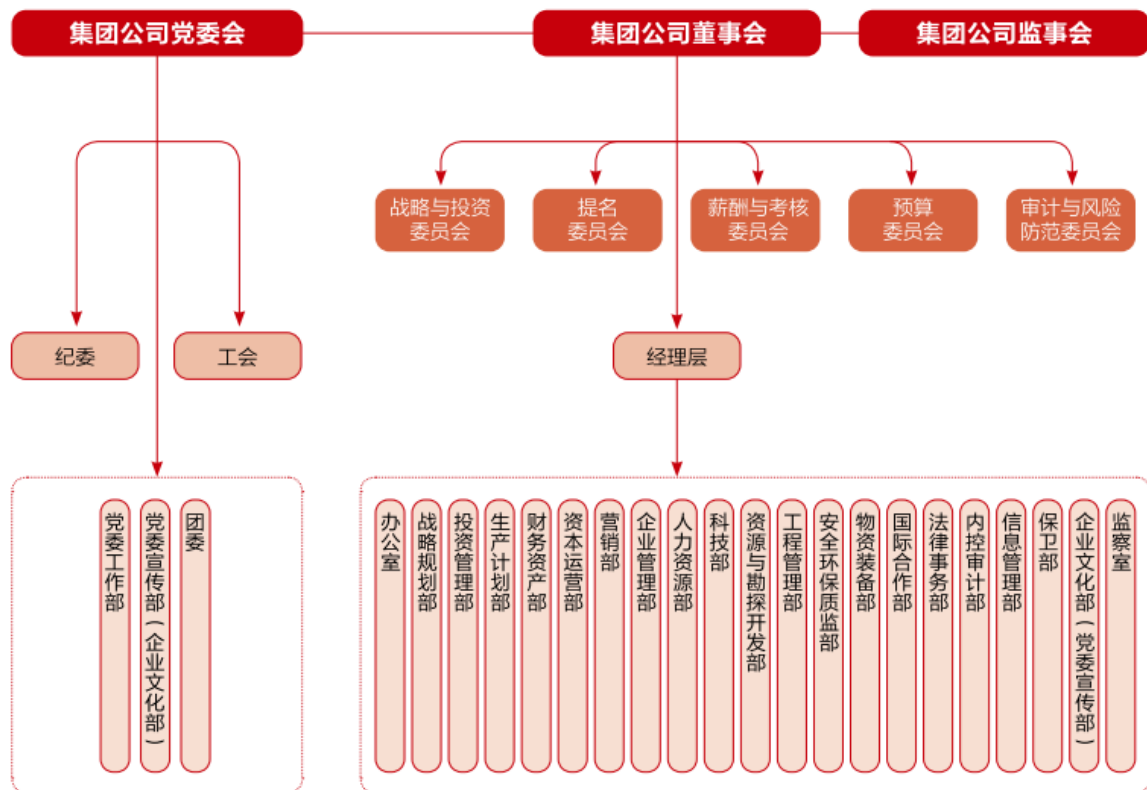 集团公司党委会
集团公司董事会
集团公司监事会
战略与投资
委员会
提名
委员会
薪酬与考核
委员会
预算
委员会
审计与风险
防范委员会
纪委
工会
经理层
党委工作部
党委宣传部（企业文化部）
团委
办公室
战略规划部
投资管理部
生产计划部
财务资产部
资本运营部
营销部
企业管理部
人力资源部
科技部
资源与勘探开发部
工程管理部
安全环保质监部
物资装备部
国际合作部
法律事务部
内控审计部
信息管理部
保卫部
企业文化部（党委宣传部）
监察室